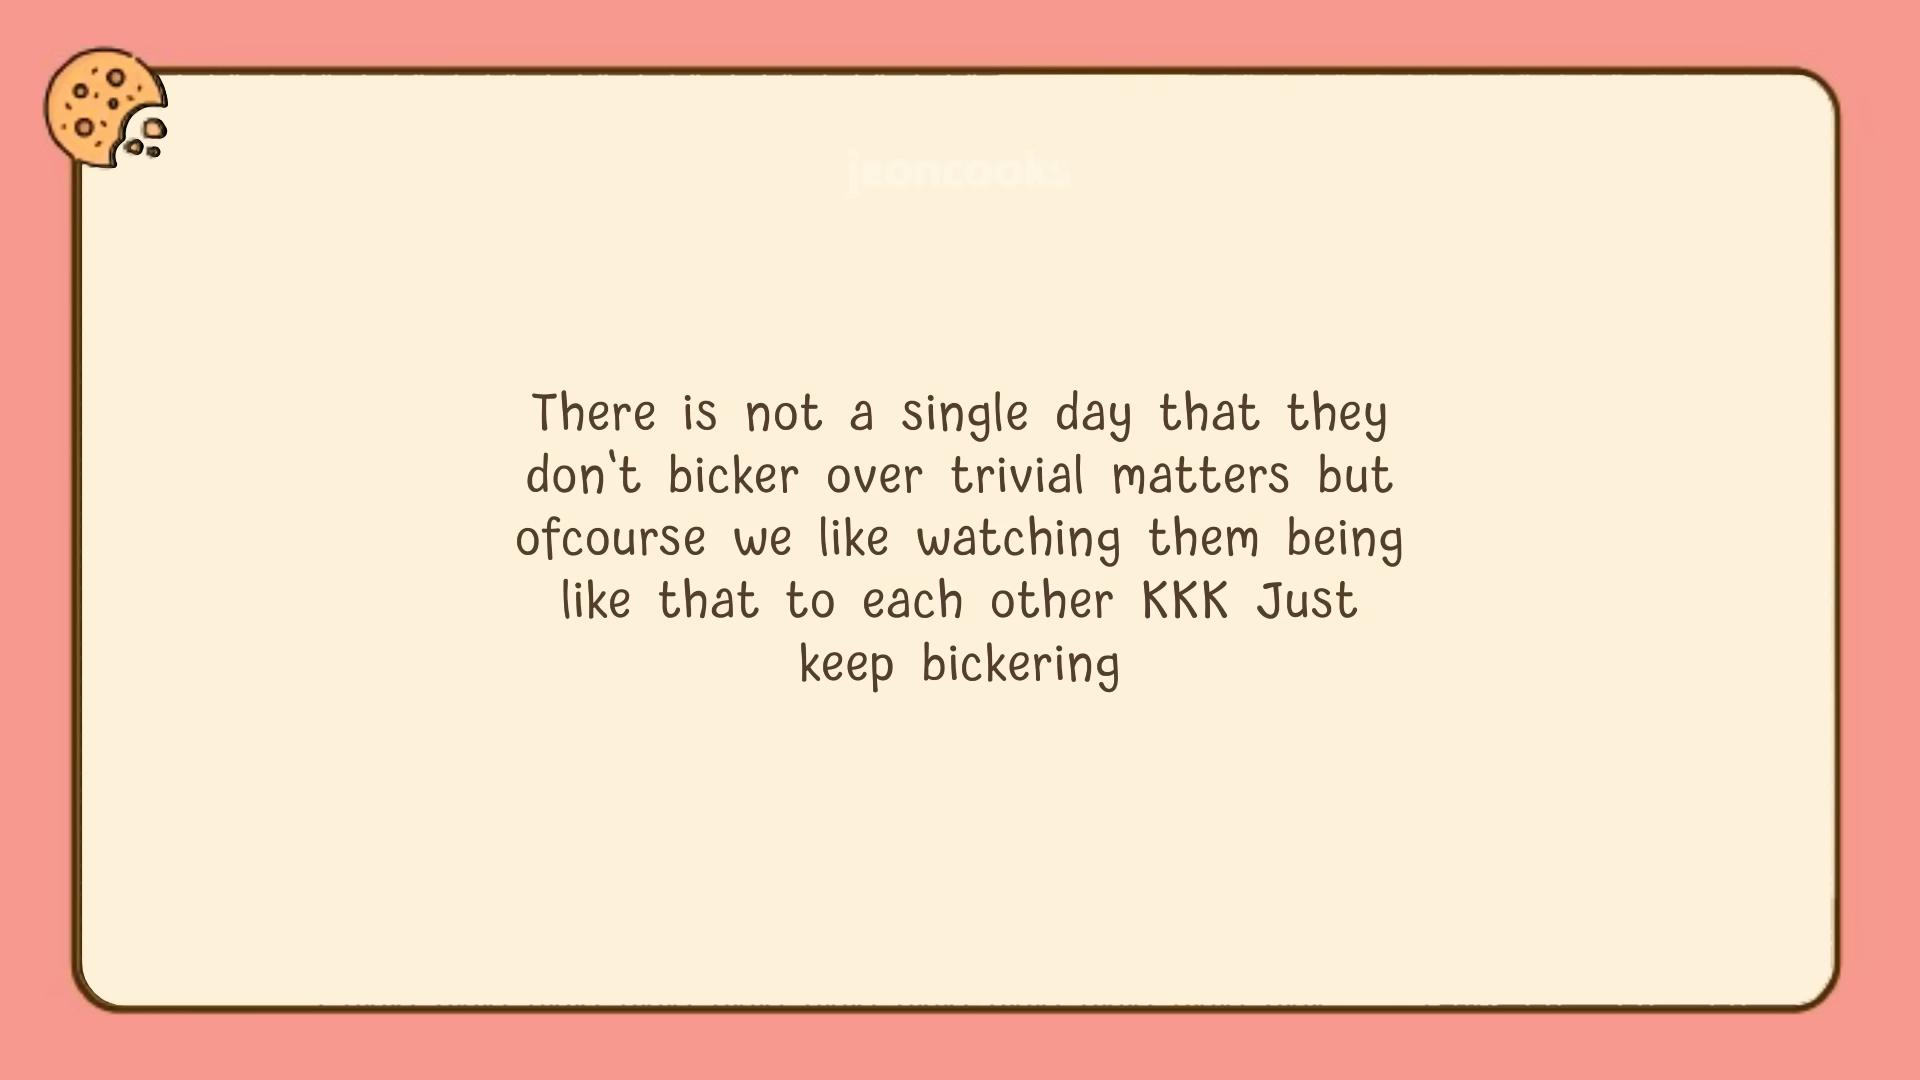 jeoncooks
There is not a single day that they
don't bicker over trivial matters but
ofcourse we like watching them being
like that to each other KKK Just
keep bickering